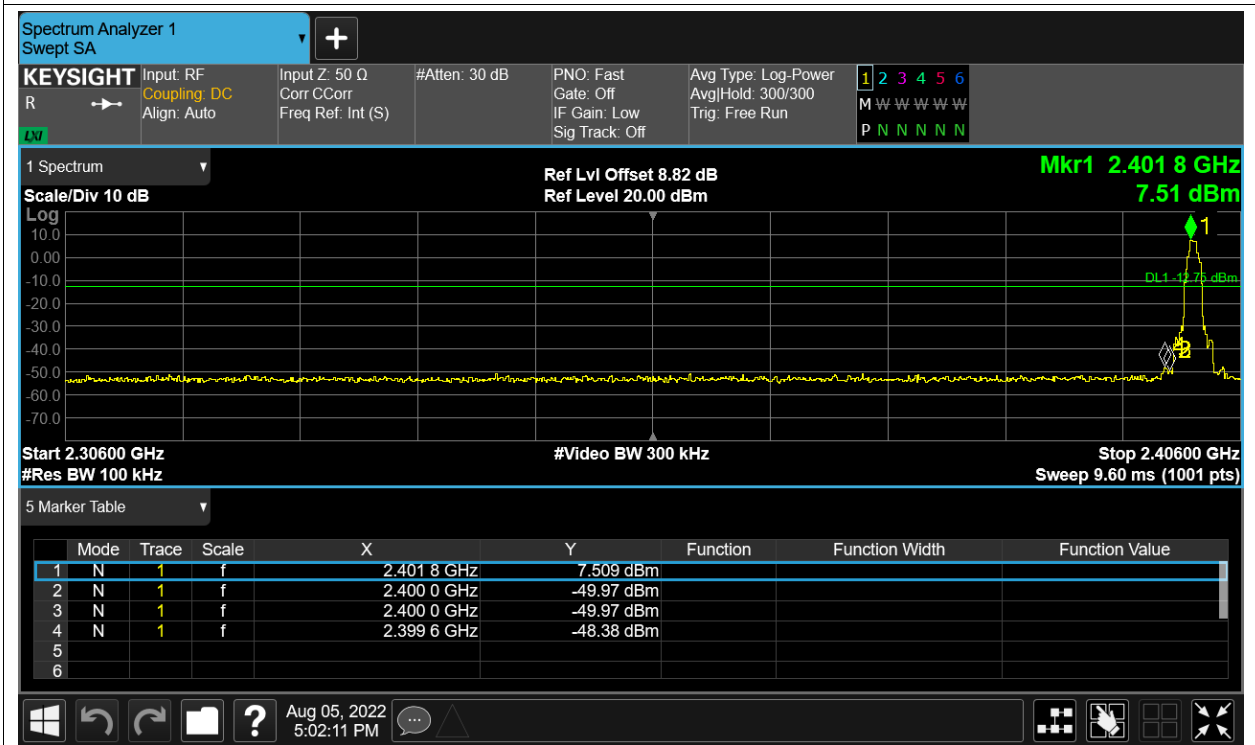 Spectrum Analyzer 1
Swept SA
KEYSIGHT
R
LXI
Input: RF
Coupling: DC
Align: Auto
Input Z: 50 Ω
Corr CCorr
Freq Ref: Int (S)
#Atten: 30 dB
PNO: Fast
Gate: Off
IF Gain: Low
Sig Track: Off
Avg Type: Log-Power
Avg|Hold: 300/300
Trig: Free Run
1 2 3 4 5 6
M W W W W W
P N N N N N
1 Spectrum
Scale/Div 10 dB
Ref Lvl Offset 8.82 dB
Ref Level 20.00 dBm
Mkr1 2.401 8 GHz
7.51 dBm
Log
10.0
0.00
-10.0
-20.0
-30.0
-40.0
-50.0
-60.0
-70.0
1
DL1 -12.75 dBm
2
Start 2.30600 GHz
#Video BW 300 kHz
Stop 2.40600 GHz
#Res BW 100 kHz
Sweep 9.60 ms (1001 pts)
5 Marker Table
Mode Trace Scale X Y Function Function Width Function Value
1 N 1 f 2.401 8 GHz 7.509 dBm
2 N 1 f 2.400 0 GHz -49.97 dBm
3 N 1 f 2.400 0 GHz -49.97 dBm
4 N 1 f 2.399 6 GHz -48.38 dBm
5
6
?
Aug 05, 2022
5:02:11 PM